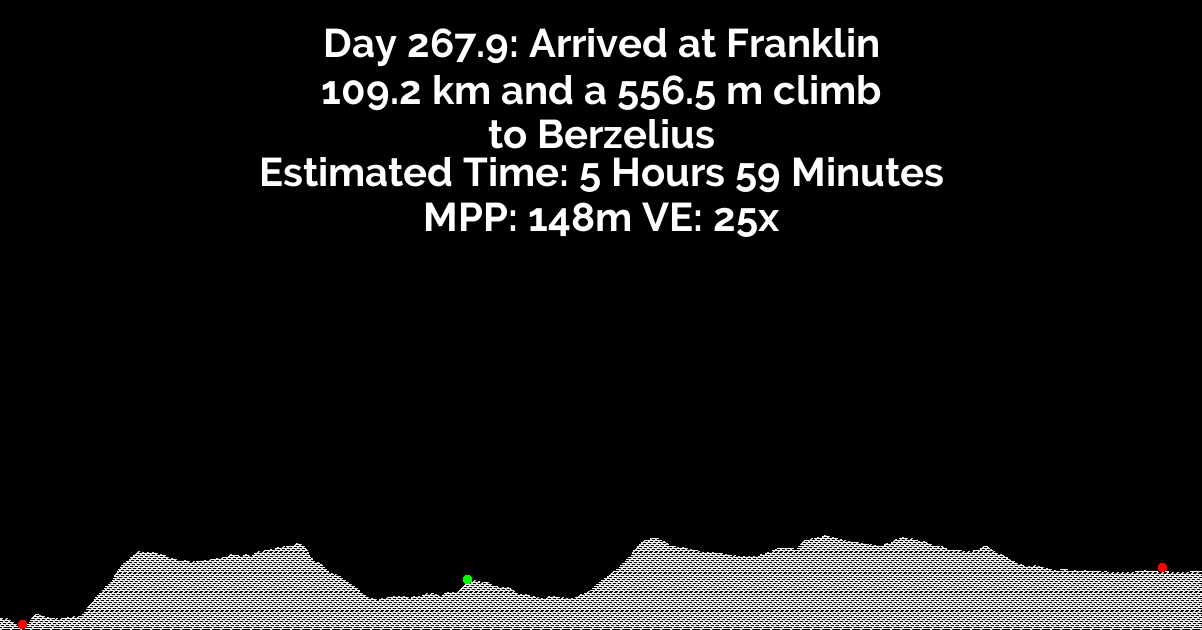 Day 267.9: Arrived at Franklin
109.2 km and a 556.5 m climb
to Berzelius
Estimated Time: 5 Hours 59 Minutes
MPP: 148m VE: 25x